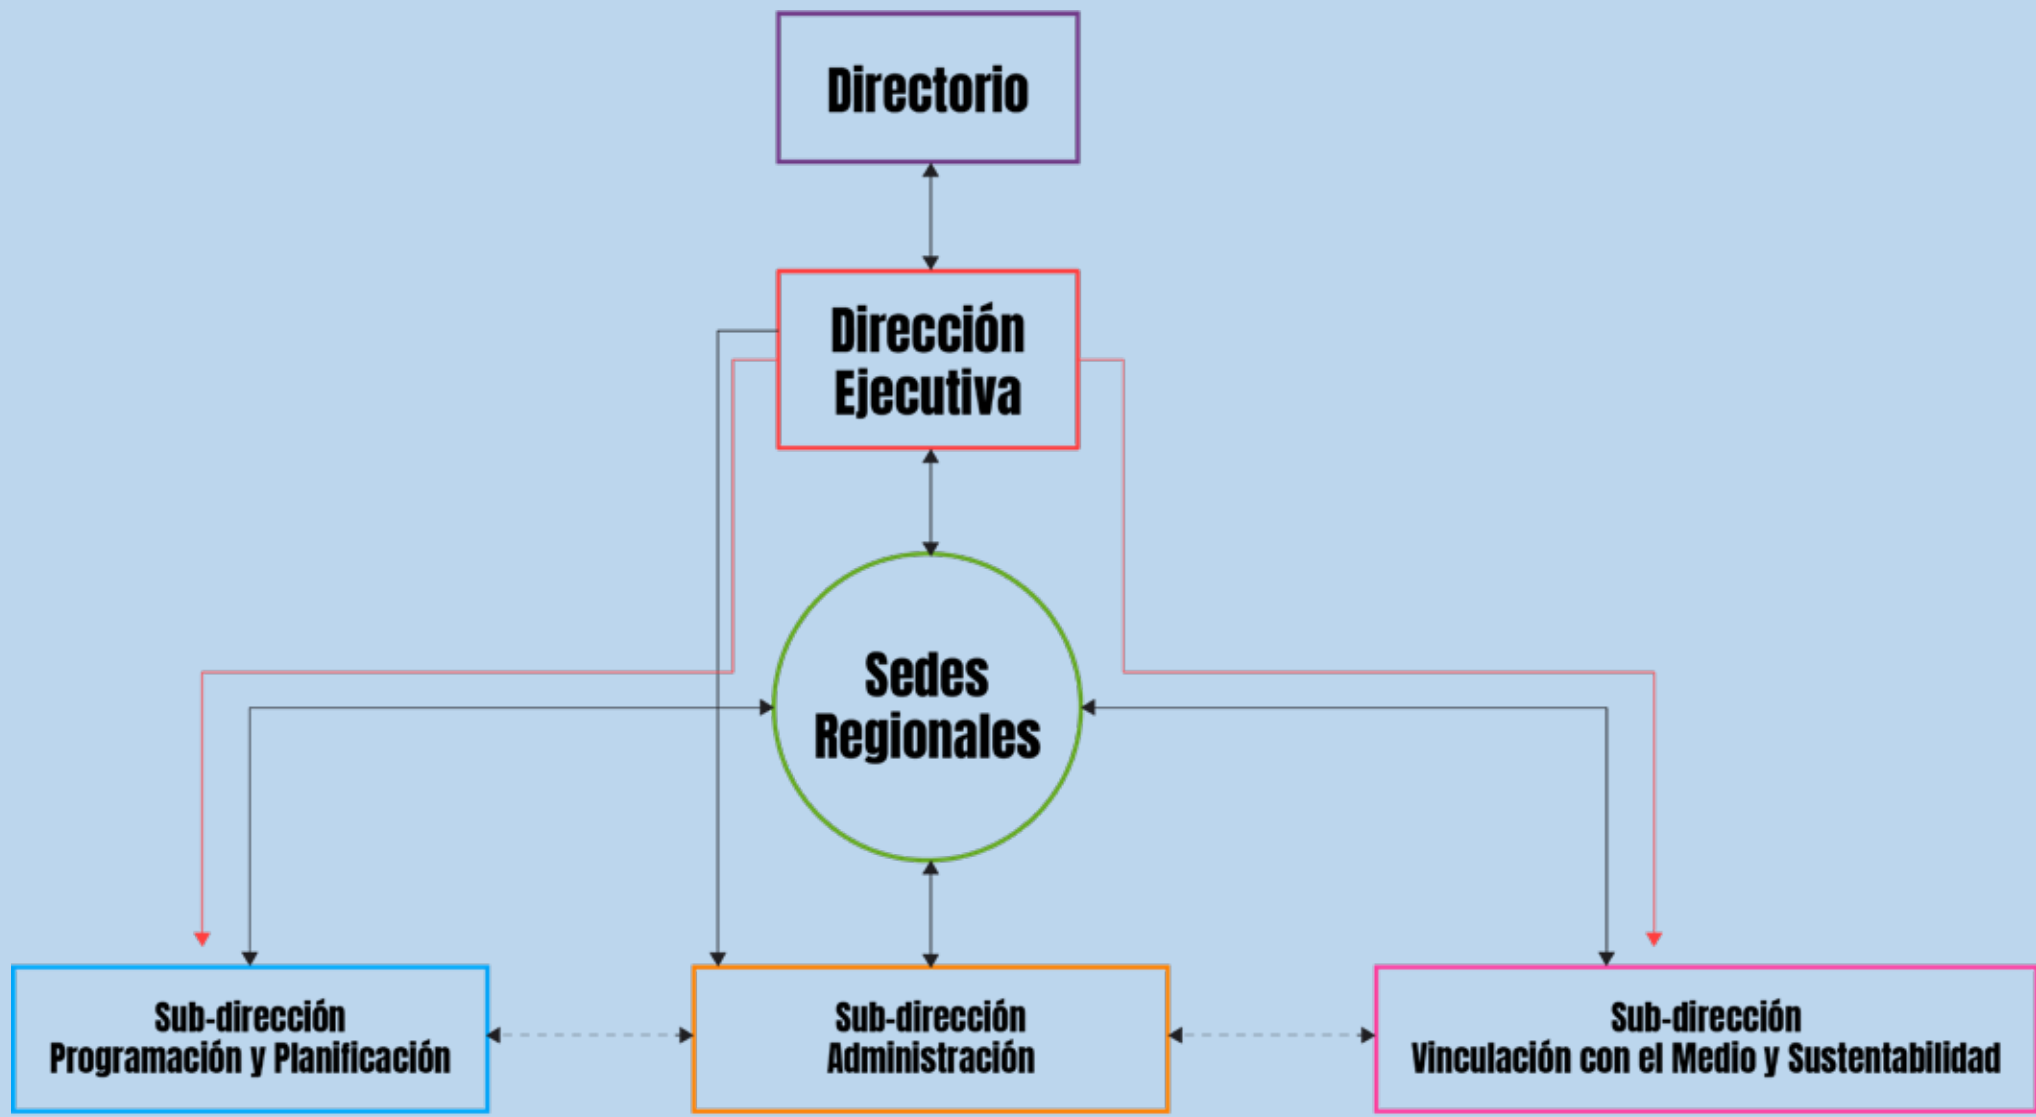 Directorio
Dirección
Ejecutiva
Sedes
Regionales
Sub-dirección
Programación y Planificación
Sub-dirección
Administración
Sub-dirección
Vinculación con el Medio y Sustentabilidad